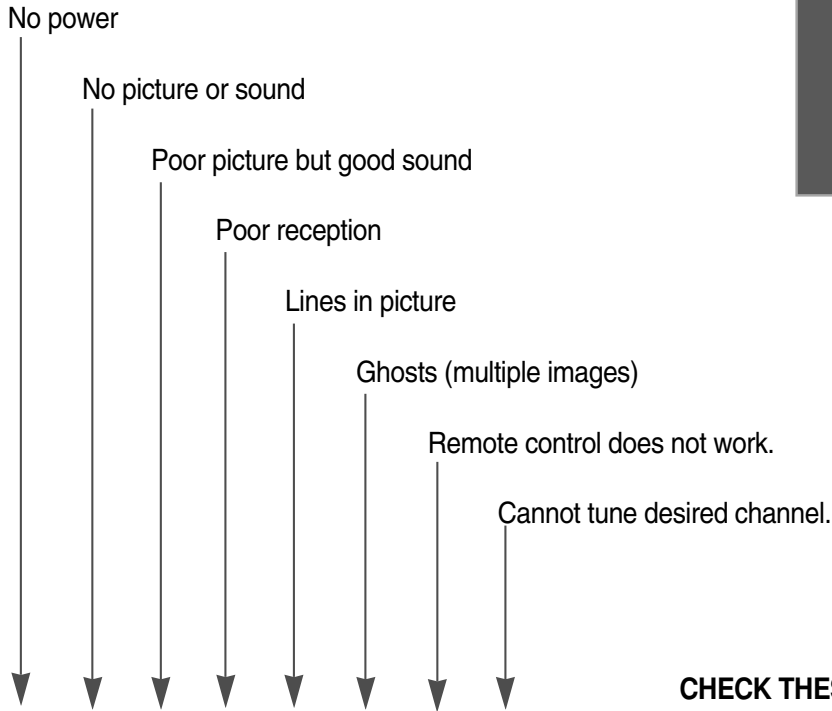 No power
No picture or sound
Poor picture but good sound
Poor reception
Lines in picture
Ghosts (multiple images)
Remote control does not work.
Cannot tune desired channel.
CHECK